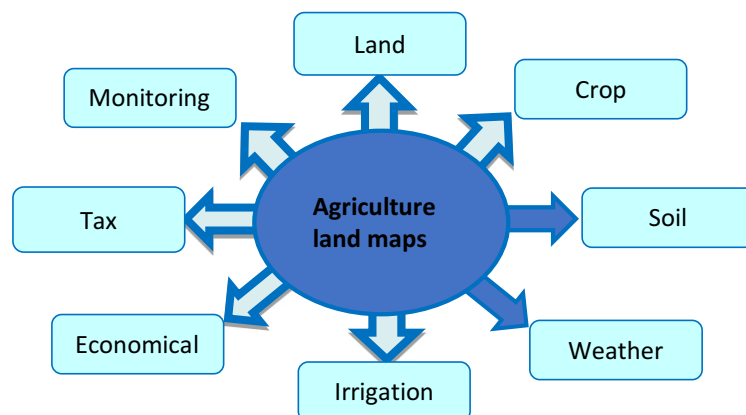 Land
Crop
Monitoring
Agriculture
land maps
Tax
Soil
Economical
Weather
Irrigation